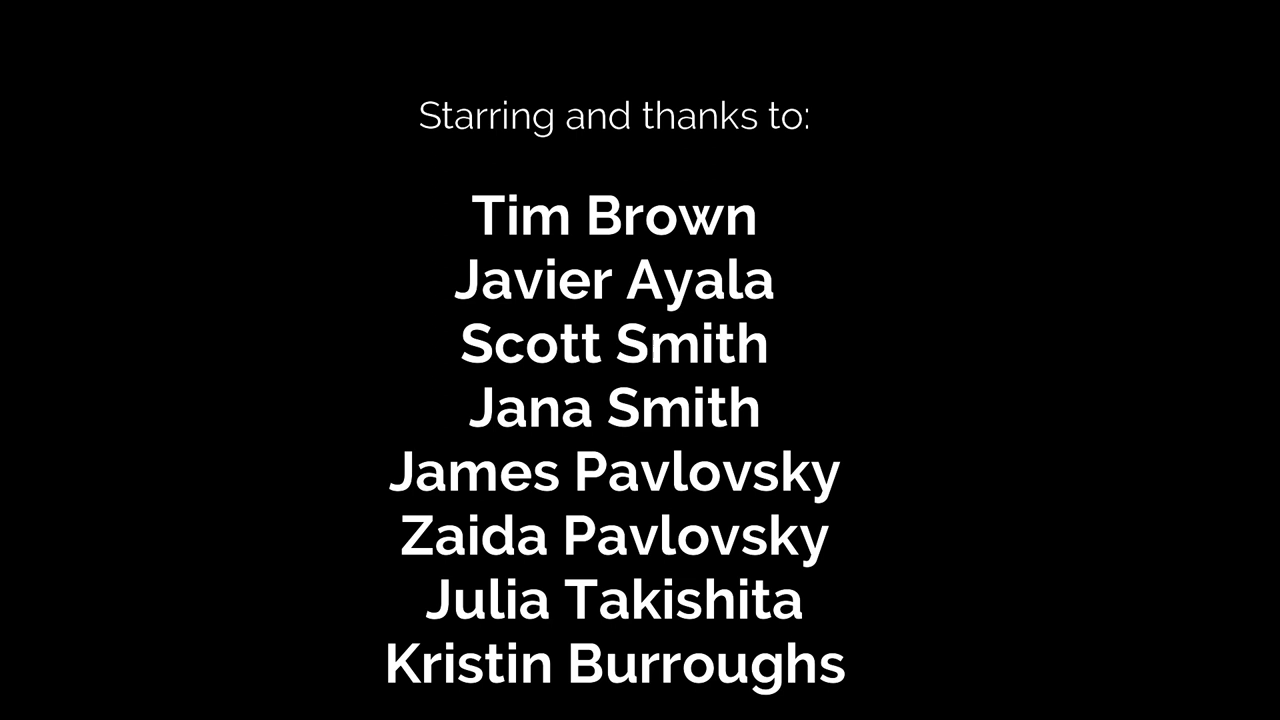 Starring and thanks to:
Tim Brown
Javier Ayala
Scott Smith
Jana Smith
James Pavlovsky
Zaida Pavlovsky
Julia Takishita
Kristin Burroughs